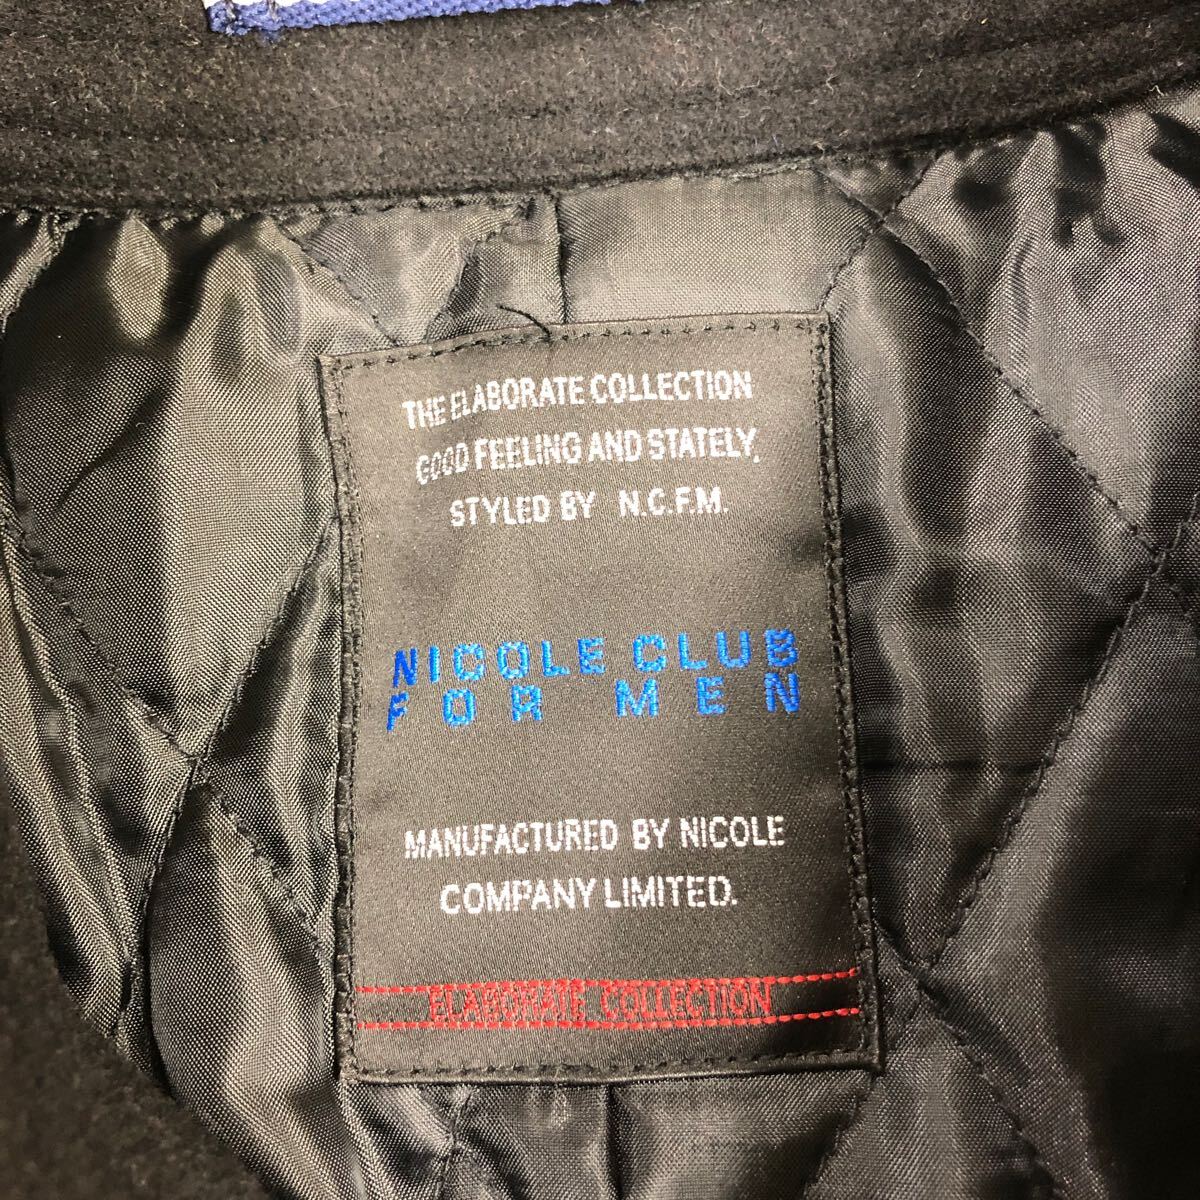 THE ELABORATE COLLECTION
GOOD FEELING AND STATELY.
STYLED BY N.C.F.M.
NICOLE CLUB
FOR MEN
MANUFACTURED BY NICOLE
COMPANY LIMITED.
ELABORATE COLLECTION